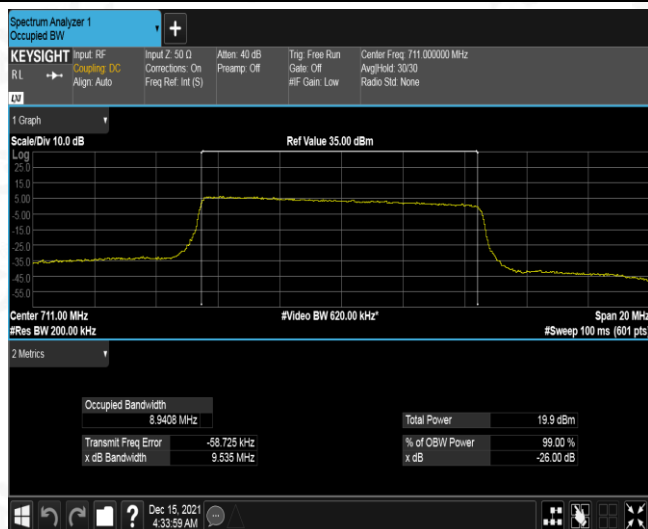 Spectrum Analyzer 1
Occupied BW
+
KEYSIGHT Input: RF Input Z: 50 Ω Atten: 40 dB Trig: Free Run Center Freq: 711.000000 MHz
RL Coupling: DC Corrections: On Preamp: Off Gate: Off Avg|Hold: 30/30
Align: Auto Freq Ref: Int (S) #IF Gain: Low Radio Std: None
LXI
1 Graph
Scale/Div 10.0 dB Ref Value 35.00 dBm
Log
25.0
15.0
5.00
-5.00
-15.0
-25.0
-35.0
-45.0
-55.0
Center 711.00 MHz #Video BW 620.00 kHz* Span 20 MHz
#Res BW 200.00 kHz #Sweep 100 ms (601 pts)
2 Metrics
Occupied Bandwidth
8.9408 MHz Total Power 19.9 dBm
Transmit Freq Error -58.725 kHz % of OBW Power 99.00 %
x dB Bandwidth 9.535 MHz x dB -26.00 dB
? Dec 15, 2021
4:33:59 AM